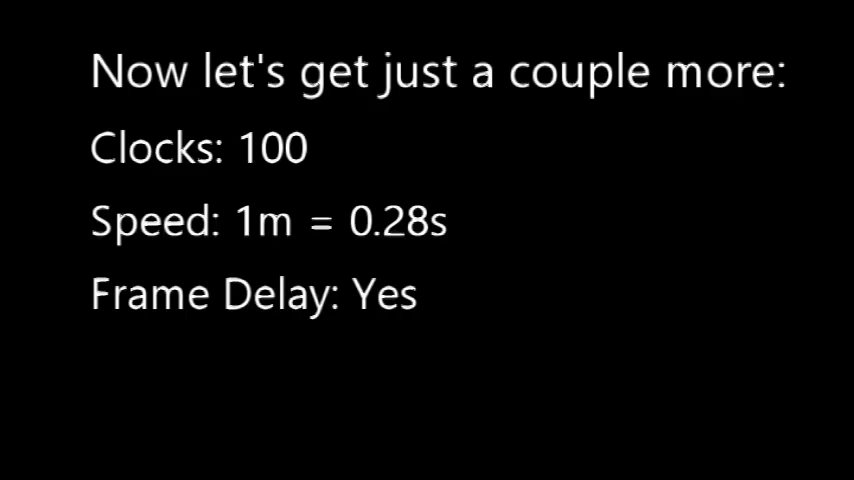 Now let's get just a couple more:
Clocks: 100
Speed: 1m = 0.28s
Frame Delay: Yes